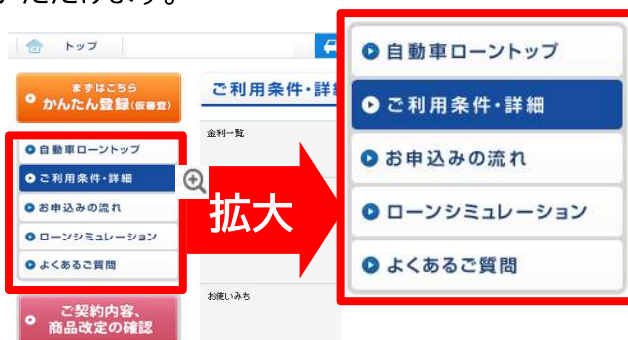 ただけます。
トップ
まずはこちら
かんたん登録(仮審査)
自動車ローントップ
ご利用条件・詳細
お申込みの流れ
ローンシミュレーション
よくあるご質問
ご契約内容、
商品改定の確認
ご利用条件・詳
金利一覧
お使いみち
拡大
自動車ローントップ
ご利用条件・詳細
お申込みの流れ
ローンシミュレーション
よくあるご質問